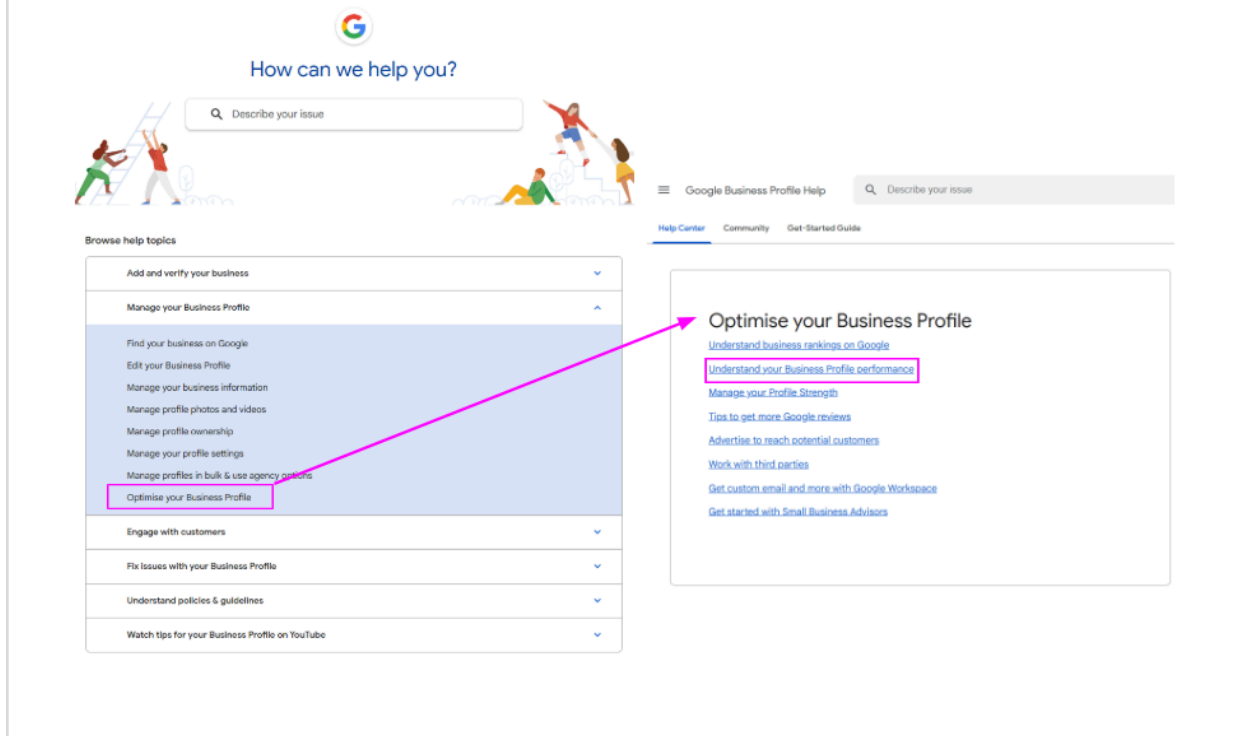 How can we help you?
Describe your issue
Browse help topics
Add and verify your business
Manage your Business Profile
Find your business on Google
Edit your Business Profile
Manage your business information
Manage profile photos and videos
Manage profile ownership
Manage your profile settings
Manage profiles in bulk & use agency options
Optimise your Business Profile
Engage with customers
Fix issues with your Business Profile
Understand policies & guidelines
Watch tips for your Business Profile on YouTube
Google Business Profile Help
Describe your issue
Help Center Community Get-Started Guide
Optimise your Business Profile
Understand business rankings on Google
Understand your Business Profile performance
Manage your Profile Strength
Tips to get more Google reviews
Advertise to reach potential customers
Work with third parties
Get custom email and more with Google Workspace
Get started with Small Business Advisors